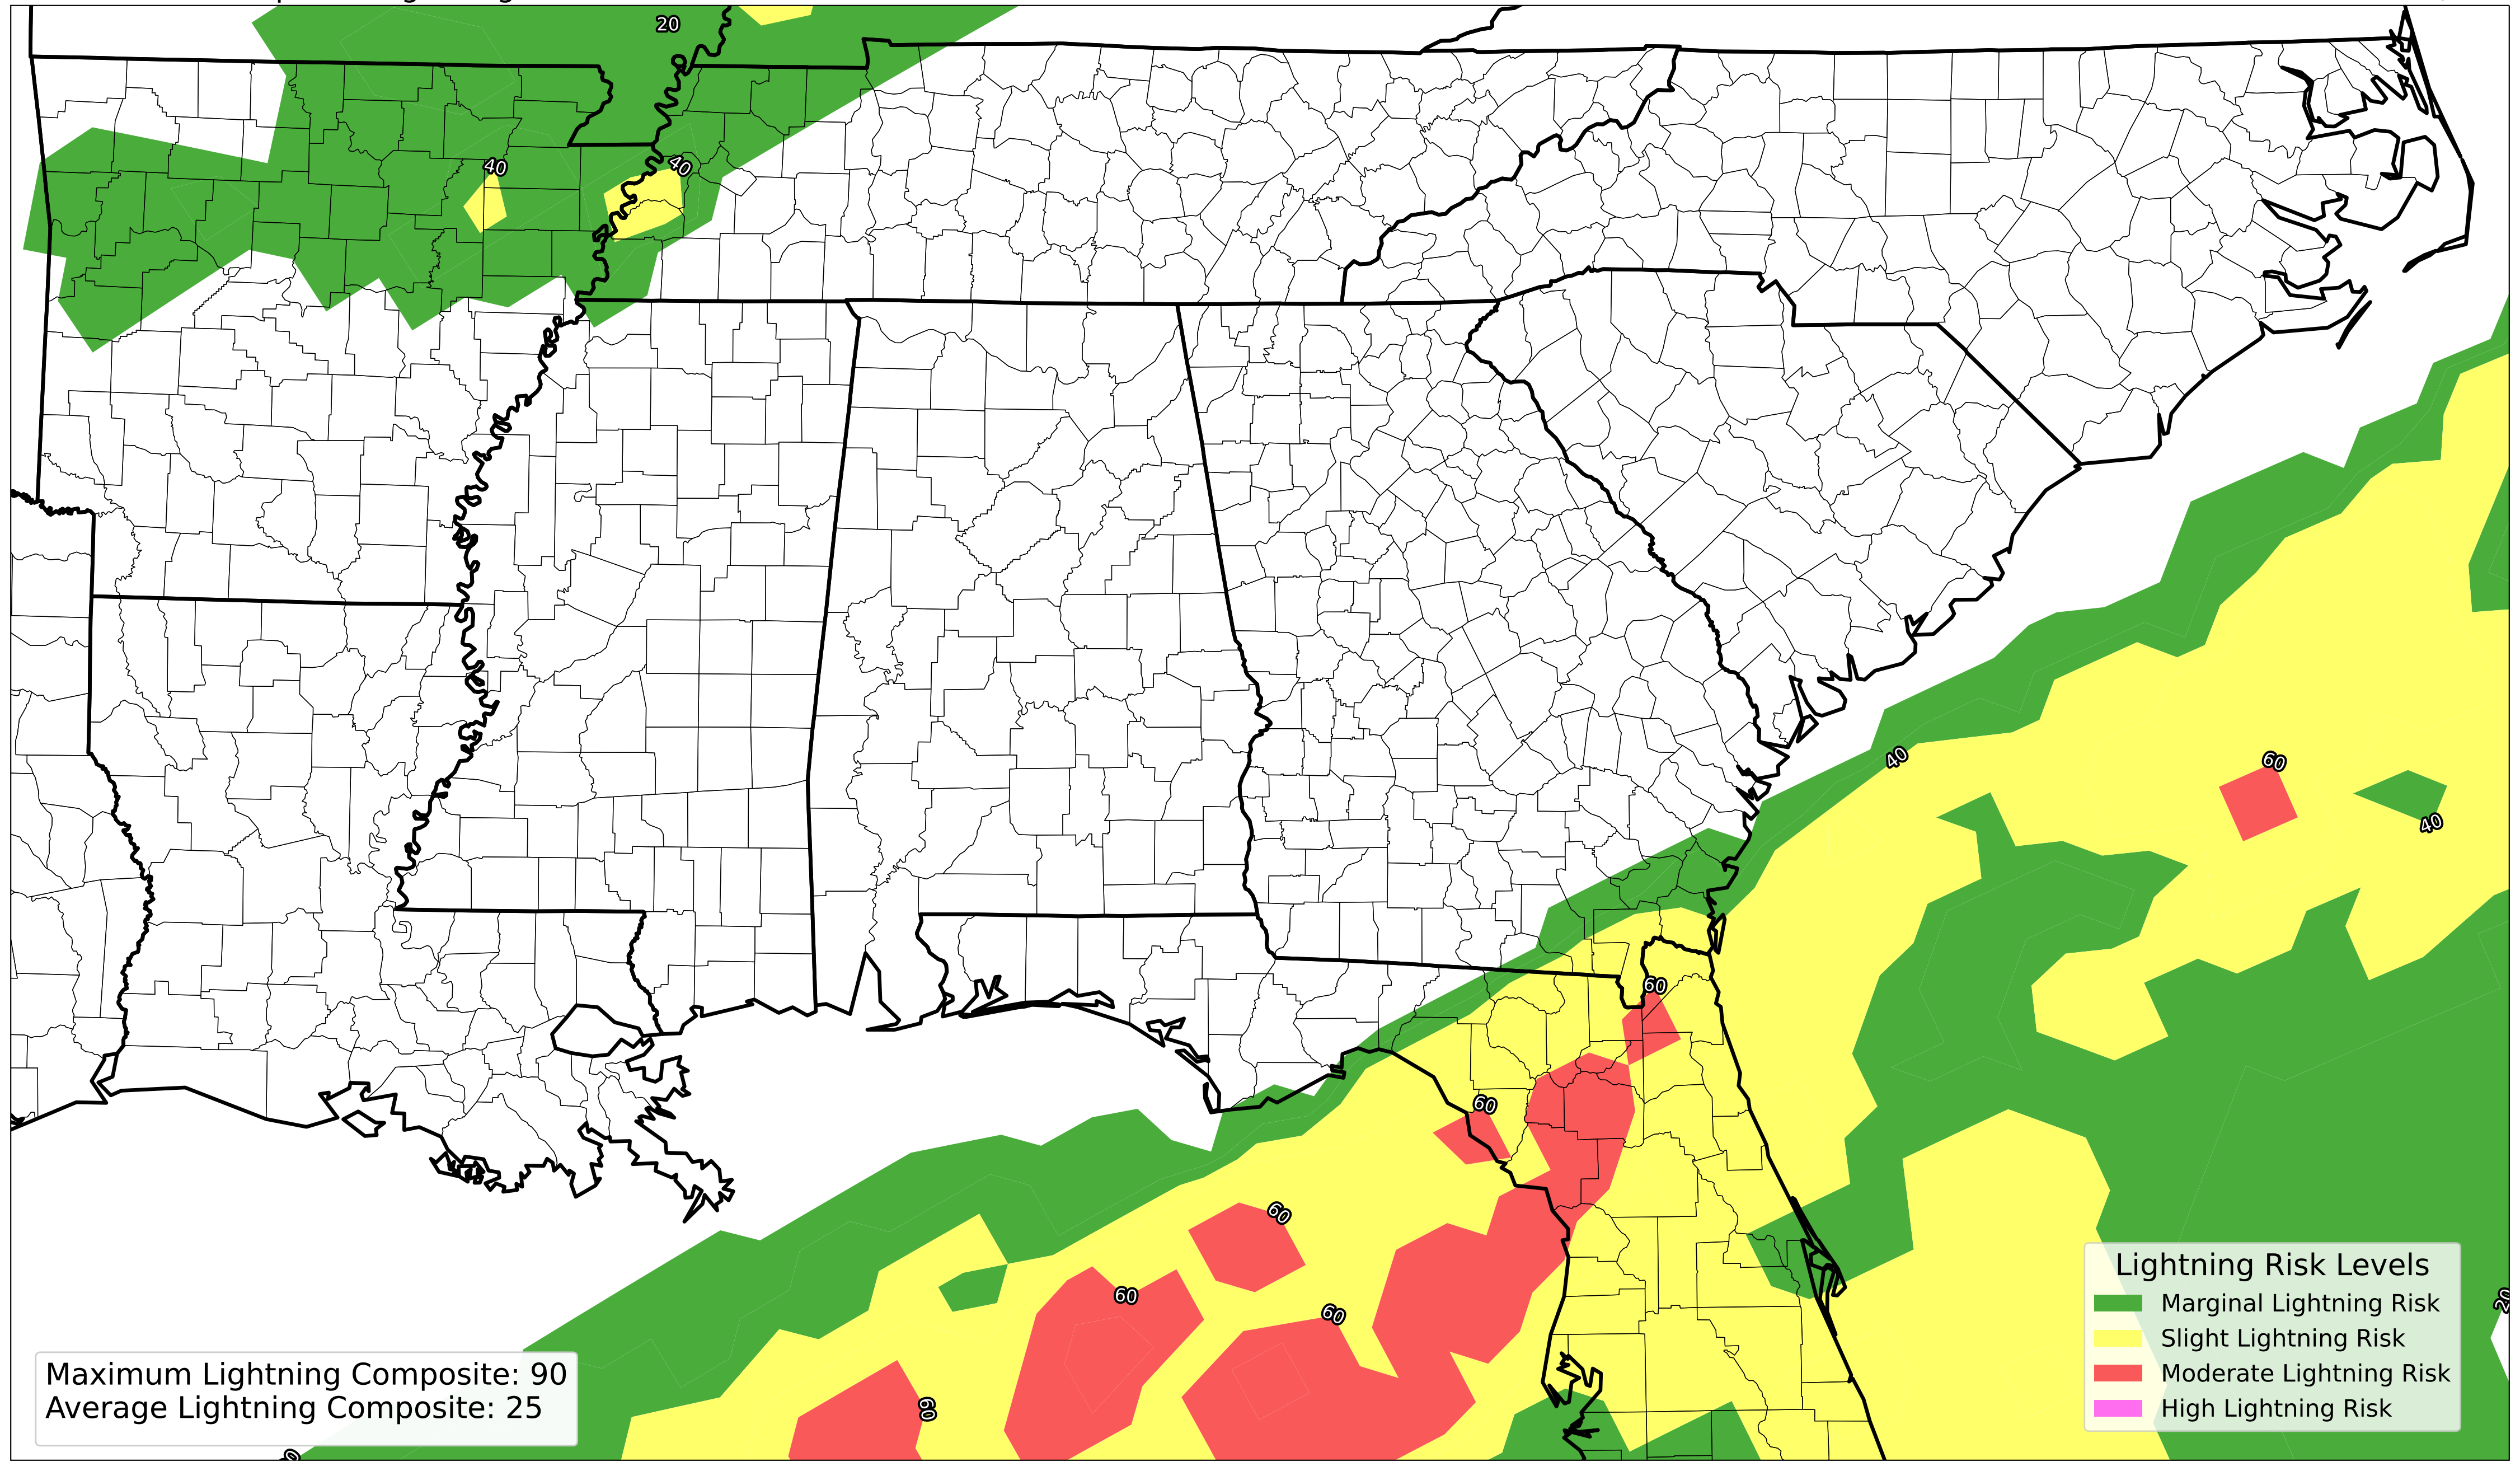 20
40
40
40
60
40
60
60
60
60
60
60
20
Lightning Risk Levels
Marginal Lightning Risk
Slight Lightning Risk
Moderate Lightning Risk
High Lightning Risk
Maximum Lightning Composite: 90
Average Lightning Composite: 25